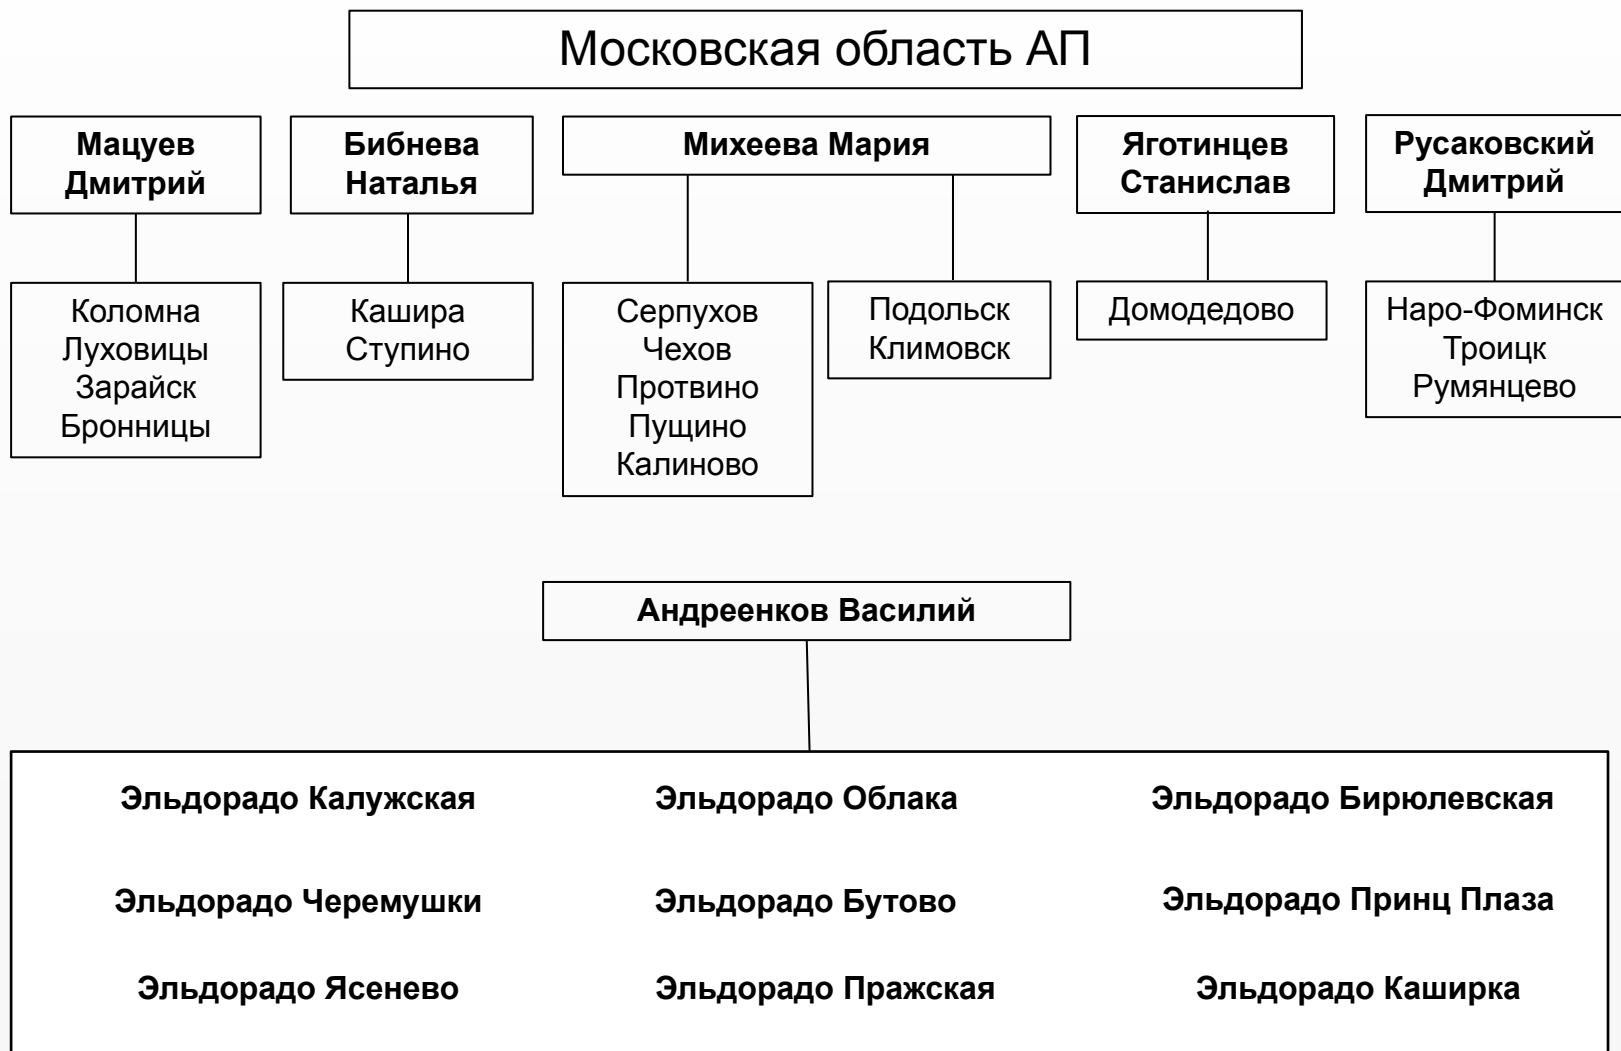 Московская область АП
Мацуев
Дмитрий
Бибнева
Наталья
Михеева Мария
Яготинцев
Станислав
Русаковский
Дмитрий
Коломна
Луховицы
Зарайск
Бронницы
Кашира
Ступино
Серпухов
Чехов
Протвино
Пущино
Калиново
Подольск
Климовск
Домодедово
Наро-Фоминск
Троицк
Румянцево
Андреенков Василий
Эльдорадо Калужская
Эльдорадо Облака
Эльдорадо Бирюлевская
Эльдорадо Черемушки
Эльдорадо Бутово
Эльдорадо Принц Плаза
Эльдорадо Ясенево
Эльдорадо Пражская
Эльдорадо Каширка